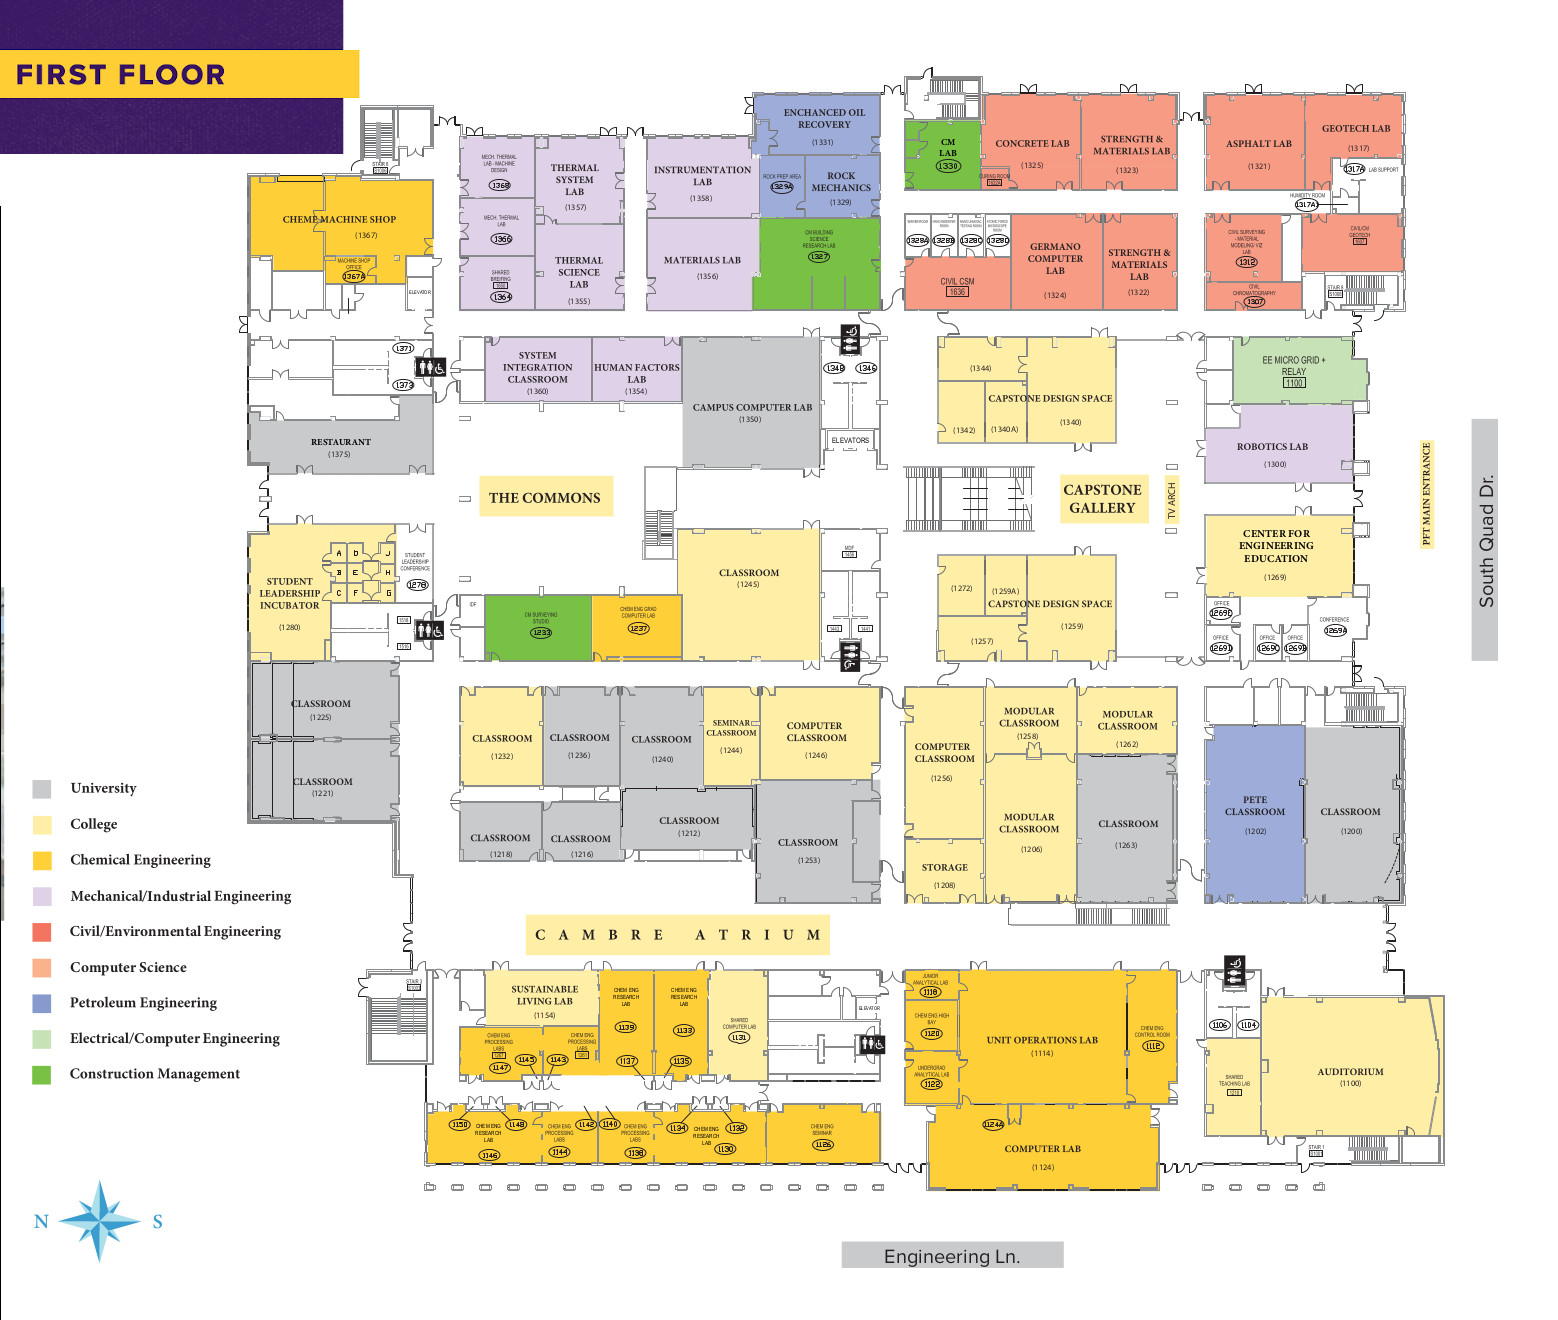 FIRST FLOOR
STAIR 6
ENCHANCED OIL
RECOVERY
(1331)
ROCK PREP AREA
1329A
ROCK
MECHANICS
(1329)
CM
LAB
1330
CONCRETE LAB
(1325)
CURING ROOM
STRENGTH &
MATERIALS LAB
(1323)
ASPHALT LAB
(1321)
GEOTECH LAB
(1317)
1317A
LAB SUPPORT
HUMIDITY ROOM
1317A
MECH. THERMAL
LAB - MACHINE
DESIGN
1368
THERMAL
SYSTEM
LAB
(1357)
INSTRUMENTATION
LAB
(1358)
CHEME MACHINE SHOP
(1367)
MACHINE SHOP
OFFICE
1367A
ELEVATOR
MECH. THERMAL
LAB
1366
SHARED
BREIFING
1364
THERMAL
SCIENCE
LAB
(1355)
MATERIALS LAB
(1356)
CM BUILDING
SCIENCE
RESEARCH LAB
1327
1328A
1328B
1328C
1328D
CIVIL CSM
1636
GERMANO
COMPUTER
LAB
(1324)
STRENGTH &
MATERIALS
LAB
(1322)
CIVIL SURVEYING
- MATERIAL
MODELING VIZ
LAB
1312
CIVIL
CHROMATOGRAPHY
1307
CIVIL/CM
GEOTECH
STAIR 5
1371
1373
SYSTEM
INTEGRATION
CLASSROOM
(1360)
HUMAN FACTORS
LAB
(1354)
CAMPUS COMPUTER LAB
(1350)
1348
1346
ELEVATORS
(1344)
CAPSTONE DESIGN SPACE
(1342)
(1340A)
(1340)
EE MICRO GRID +
RELAY
1100
ROBOTICS LAB
(1300)
RESTAURANT
(1375)
THE COMMONS
CAPSTONE
GALLERY
TV ARCH
PFT MAIN ENTRANCE
South Quad Dr.
STUDENT
LEADERSHIP
INCUBATOR
(1280)
A
D
J
B
E
H
C
F
G
STUDENT
LEADERSHIP
CONFERENCE
1278
1518
1516
IDF
CM SURVEYING
STUDIO
1233
CHEM ENG GRAD
COMPUTER LAB
1237
CLASSROOM
(1245)
MDF
1443
1441
(1272)
(1259A)
CAPSTONE DESIGN SPACE
(1257)
(1259)
CENTER FOR
ENGINEERING
EDUCATION
(1269)
OFFICE
1269E
OFFICE
1269D
OFFICE
1269C
OFFICE
1269B
CONFERENCE
1269A
CLASSROOM
(1225)
CLASSROOM
(1221)
CLASSROOM
(1232)
CLASSROOM
(1236)
CLASSROOM
(1240)
SEMINAR
CLASSROOM
(1244)
COMPUTER
CLASSROOM
(1246)
CLASSROOM
(1218)
CLASSROOM
(1216)
CLASSROOM
(1212)
CLASSROOM
(1253)
COMPUTER
CLASSROOM
(1256)
MODULAR
CLASSROOM
(1258)
MODULAR
CLASSROOM
(1262)
MODULAR
CLASSROOM
(1206)
CLASSROOM
(1263)
STORAGE
(1208)
PETE
CLASSROOM
(1202)
CLASSROOM
(1200)
University
College
Chemical Engineering
Mechanical/Industrial Engineering
Civil/Environmental Engineering
Computer Science
Petroleum Engineering
Electrical/Computer Engineering
Construction Management
CAMBRE ATRIUM
SUSTAINABLE
LIVING LAB
(1154)
CHEM ENG
RESEARCH
LAB
1139
1137
CHEM ENG
RESEARCH
LAB
1133
1135
SHARED
COMPUTER LAB
1131
ELEVATOR
CHEM ENG
PROCESSING
LABS
1147
1145
1143
CHEM ENG
PROCESSING
LABS
JUNIOR
ANALYTICAL LAB
1118
CHEM ENG HIGH
BAY
1120
UNDERGRAD
ANALYTICAL LAB
1122
UNIT OPERATIONS LAB
(1114)
CHEM ENG
CONTROL ROOM
1112
1106
1104
SHARED
TEACHING LAB
1210
AUDITORIUM
(1100)
1150
1148
CHEM ENG
RESEARCH
LAB
1146
CHEM ENG
PROCESSING
LABS
1144
1142
1140
CHEM ENG
PROCESSING
LABS
1138
1134
1132
CHEM ENG
RESEARCH
LAB
1130
CHEM ENG
SEMINAR
1126
1124A
COMPUTER LAB
(1124)
STAIR 1
N
S
Engineering Ln.